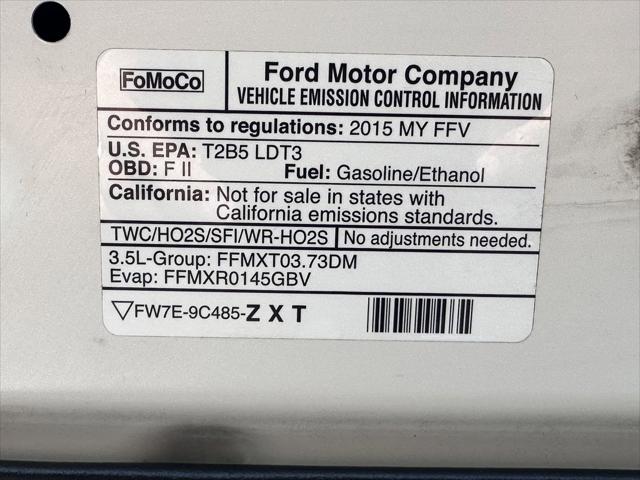 FoMoCo
Ford Motor Company
VEHICLE EMISSION CONTROL INFORMATION
Conforms to regulations: 2015 MY FFV
U.S. EPA: T2B5 LDT3
OBD: F II Fuel: Gasoline/Ethanol
California: Not for sale in states with
California emissions standards.
TWC/HO2S/SFI/WR-HO2S No adjustments needed.
3.5L-Group: FFMXT03.73DM
Evap: FFMXR0145GBV
▽FW7E-9C485-Z X T